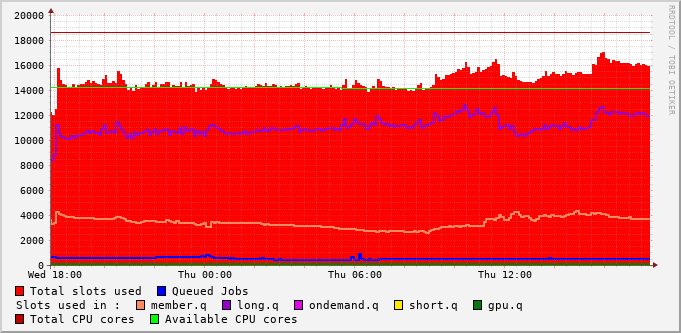 20000
18000
16000
14000
12000
10000
8000
6000
4000
2000
0
Wed 18:00 Thu 00:00 Thu 06:00 Thu 12:00
RRDTOOL / TOBI OETIKER
Total slots used Queued Jobs
Slots used in : member.q long.q ondemand.q short.q gpu.q
Total CPU cores Available CPU cores